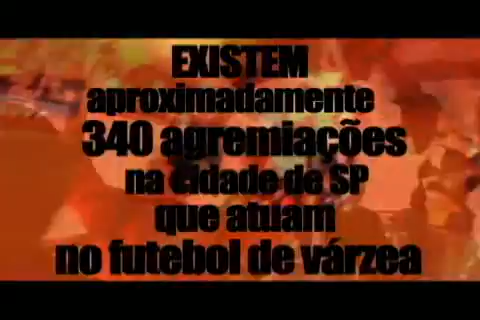 EXISTEM
aproximadamente
340 agremiações
na cidade de SP
que atuam
no futebol de várzea